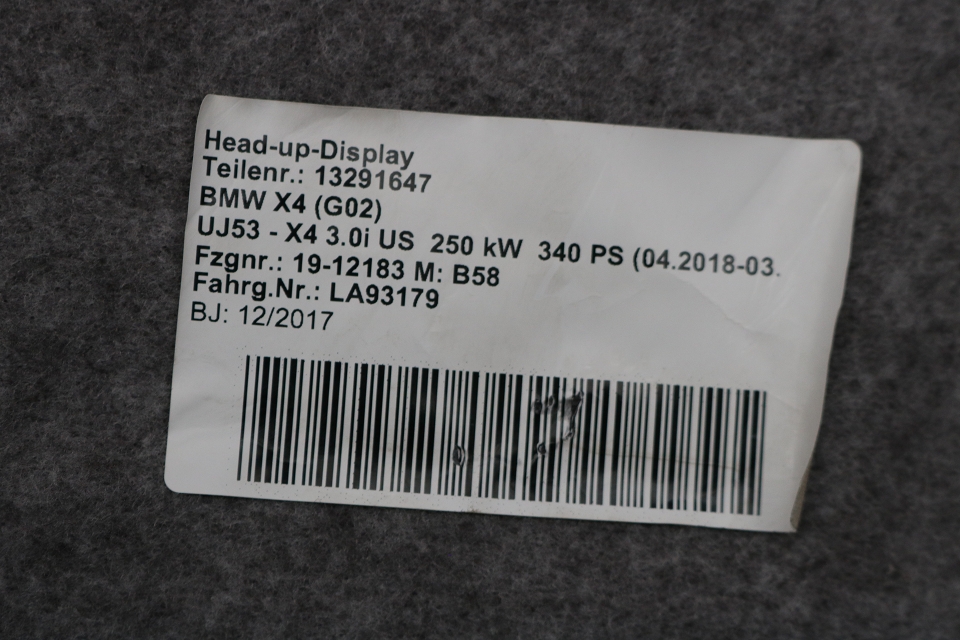 Head-up-Display
Teilenr.: 13291647
BMW X4 (G02)
UJ53 - X4 3.0i US 250 kW 340 PS (04.2018-03.
Fzgnr.: 19-12183 M: B58
Fahrg.Nr.: LA93179
BJ: 12/2017